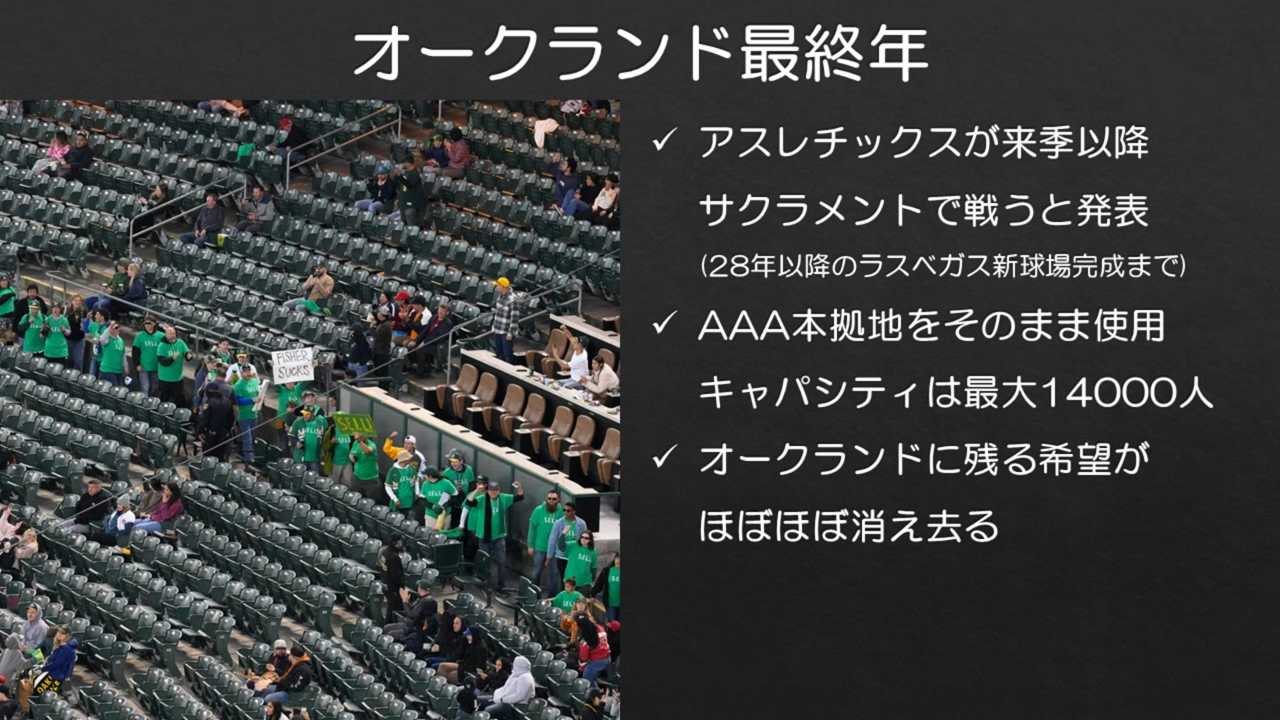 オークランド最終年
✓ アスレチックスが来季以降
サクラメントで戦うと発表
(28年以降のラスベガス新球場完成まで)
✓ AAA本拠地をそのまま使用
キャパシティは最大14000人
✓ オークランドに残る希望が
ほぼほぼ消え去る
FISHER
SUCKS
SELL
SELL
SELL
SELL
SELL